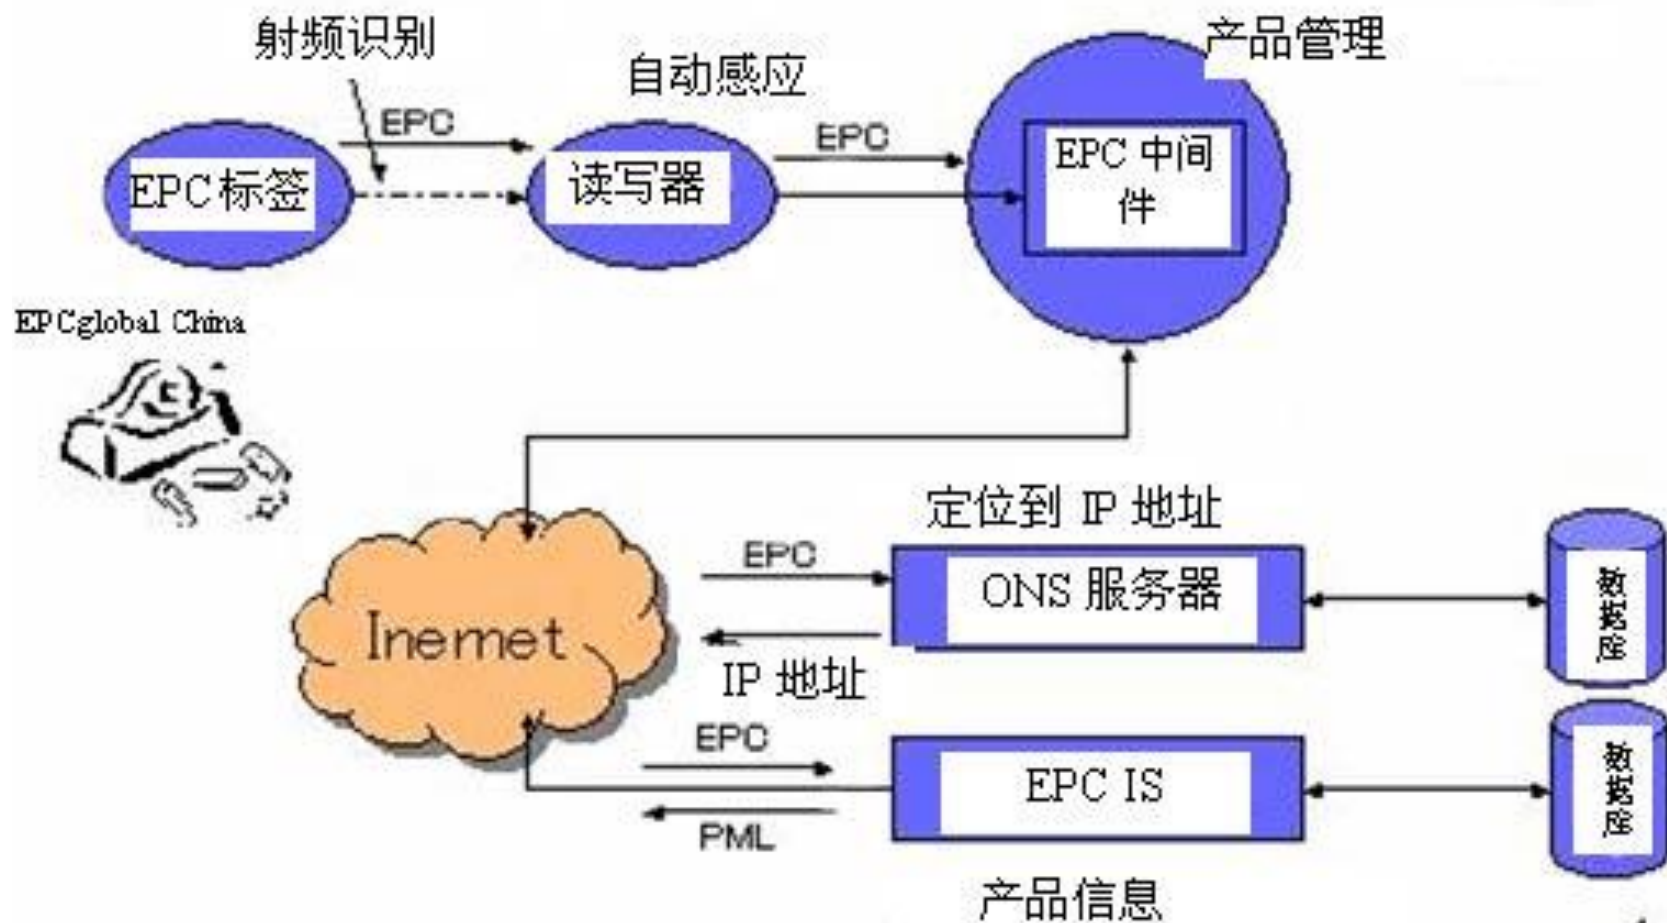 射频识别
产品管理
自动感应
EPC
EPC
EPC标签
读写器
EPC 中间
件
EPCglobal China
定位到 IP 地址
EPC
ONS 服务器
数据库
Inernet
IP 地址
EPC
EPC IS
数据库
PML
产品信息